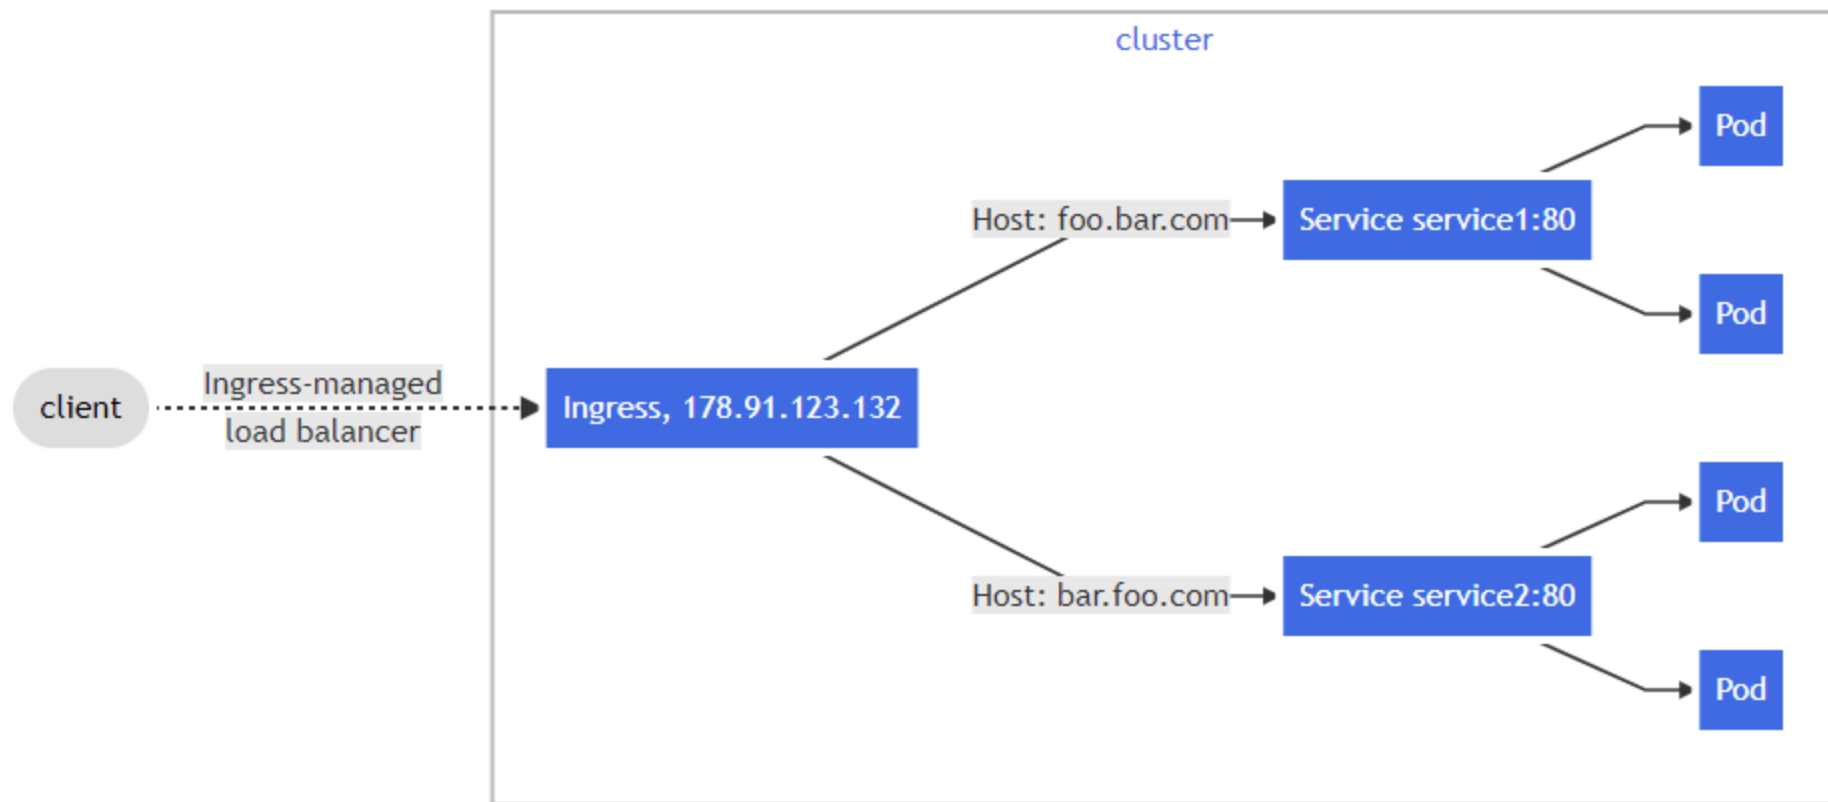 cluster
client
Ingress-managed
load balancer
Ingress, 178.91.123.132
Host: foo.bar.com
Service service1:80
Pod
Pod
Host: bar.foo.com
Service service2:80
Pod
Pod